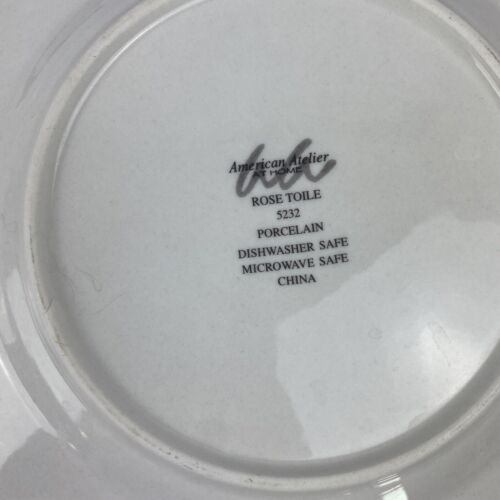 American Atelier
AT HOME
ROSE TOILE
5232
PORCELAIN
DISHWASHER SAFE
MICROWAVE SAFE
CHINA